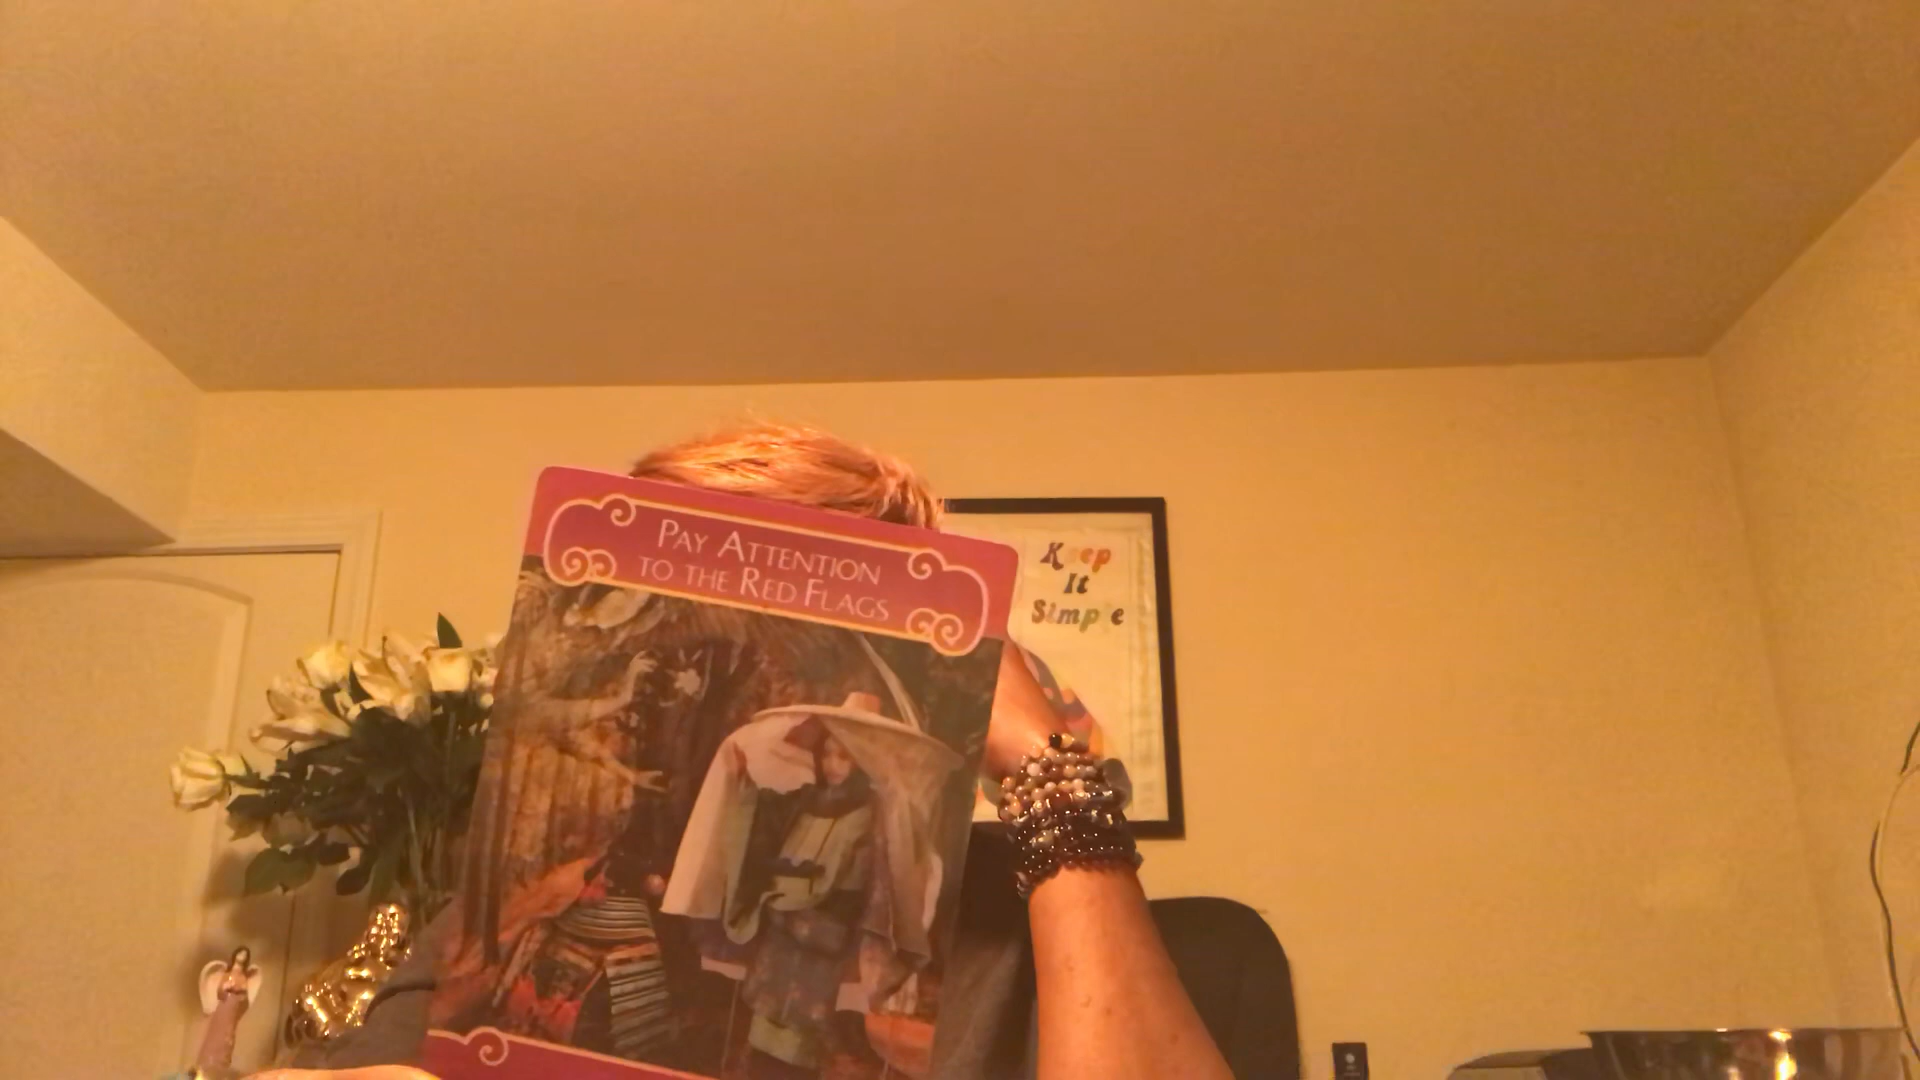 Pay Attention
to the Red Flags
Keep
It
Simple